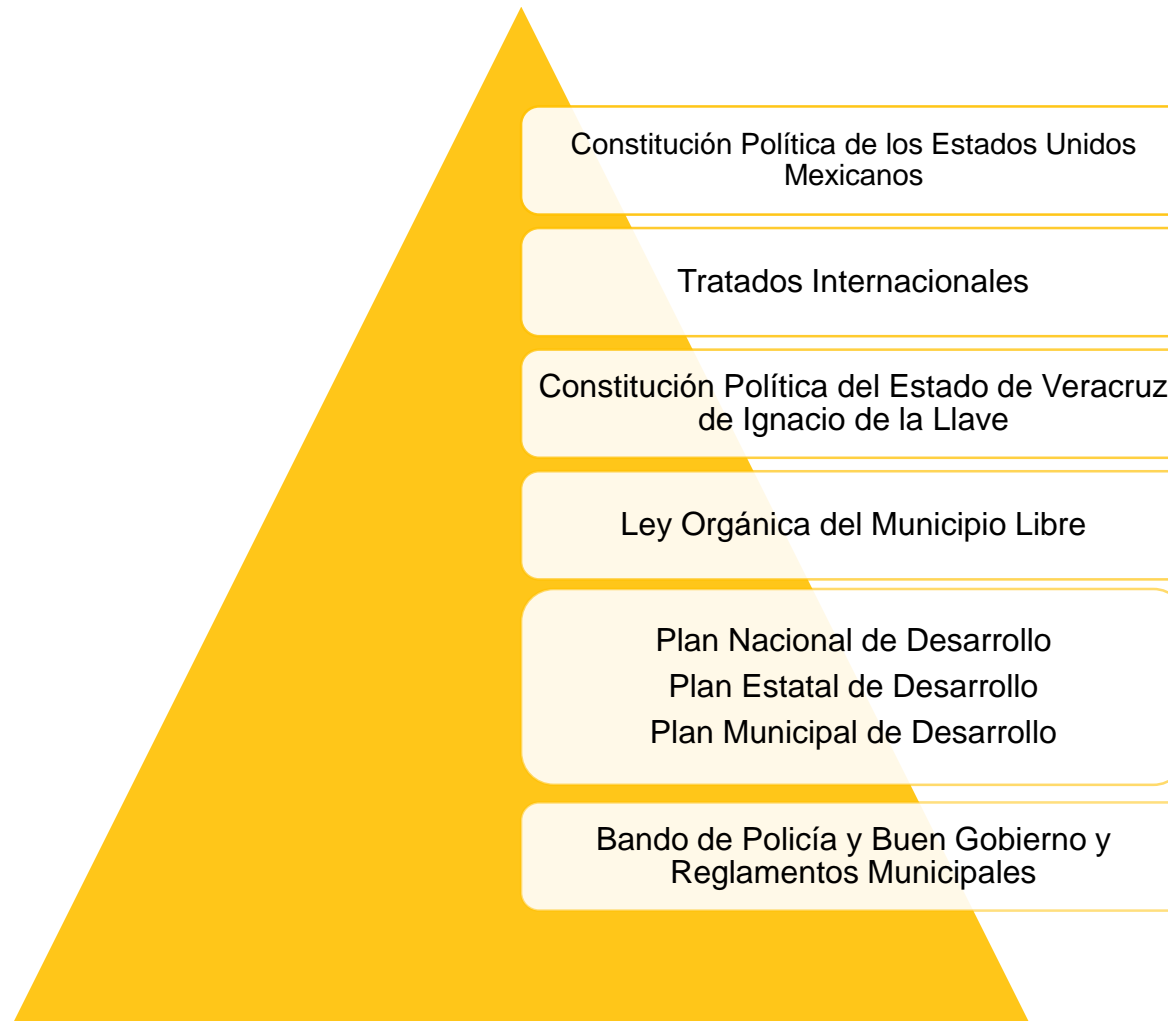 Constitución Política de los Estados Unidos
Mexicanos
Tratados Internacionales
Constitución Política del Estado de Veracruz
de Ignacio de la Llave
Ley Orgánica del Municipio Libre
Plan Nacional de Desarrollo
Plan Estatal de Desarrollo
Plan Municipal de Desarrollo
Bando de Policía y Buen Gobierno y
Reglamentos Municipales